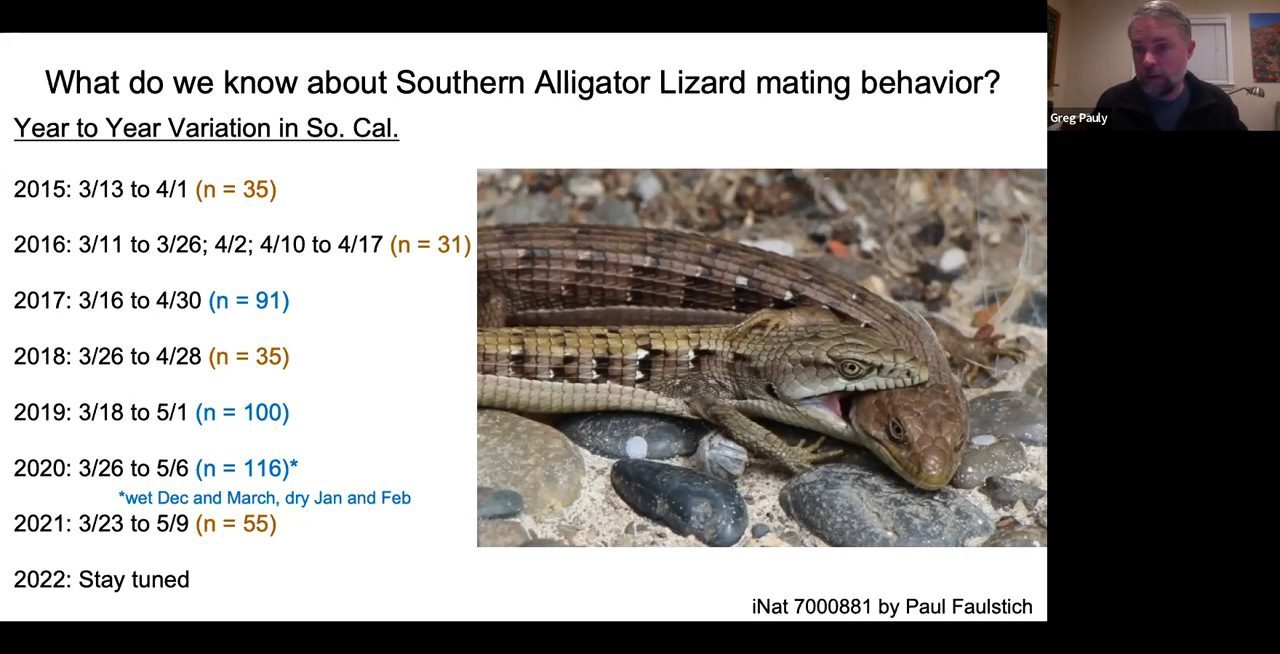 What do we know about Southern Alligator Lizard mating behavior?
Year to Year Variation in So. Cal.
2015: 3/13 to 4/1 (n = 35)
2016: 3/11 to 3/26; 4/2; 4/10 to 4/17 (n = 31)
2017: 3/16 to 4/30 (n = 91)
2018: 3/26 to 4/28 (n = 35)
2019: 3/18 to 5/1 (n = 100)
2020: 3/26 to 5/6 (n = 116)*
*wet Dec and March, dry Jan and Feb
2021: 3/23 to 5/9 (n = 55)
2022: Stay tuned
iNat 7000881 by Paul Faulstich
Greg Pauly